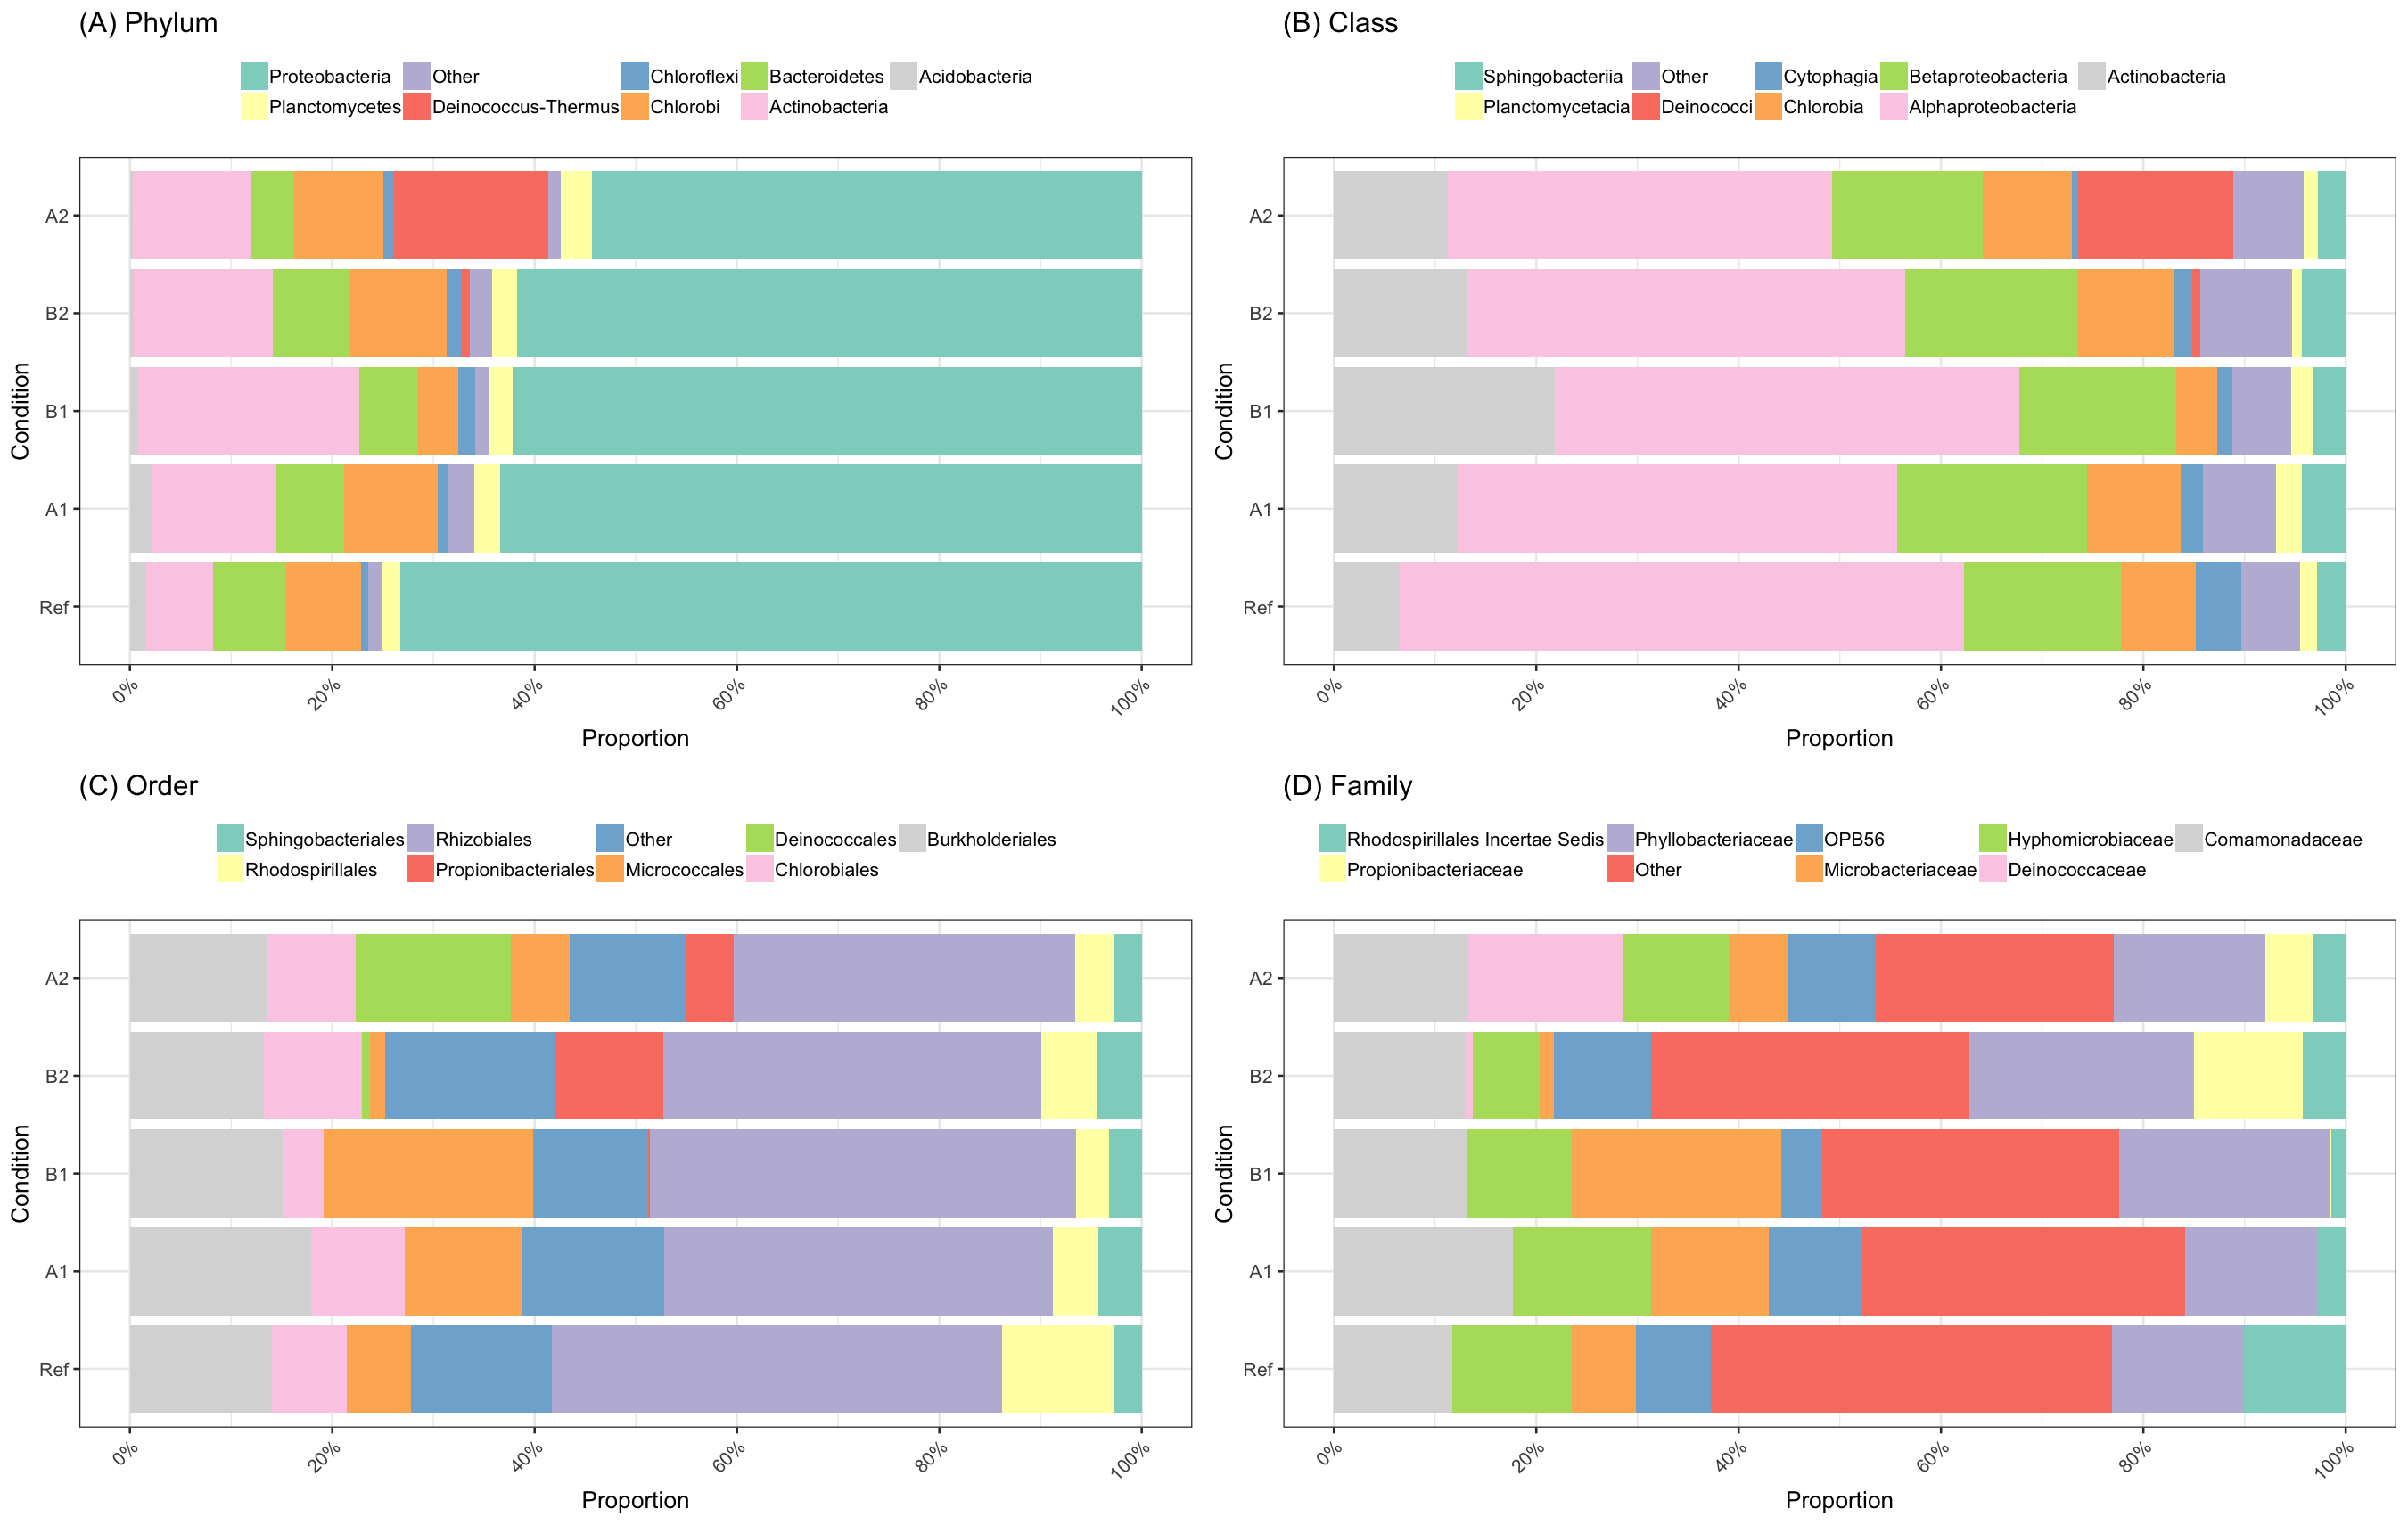 (A) Phylum
Proteobacteria Other Chloroflexi Bacteroidetes Acidobacteria
Planctomycetes Deinococcus-Thermus Chlorobi Actinobacteria
A2
B2
B1
A1
Ref
Condition
0% 20% 40% 60% 80% 100%
Proportion
(B) Class
Sphingobacteriia Other Cytophagia Betaproteobacteria Actinobacteria
Planctomycetacia Deinococci Chlorobia Alphaproteobacteria
A2
B2
B1
A1
Ref
Condition
0% 20% 40% 60% 80% 100%
Proportion
(C) Order
Sphingobacteriales Rhizobiales Other Deinococcales Burkholderiales
Rhodospirillales Propionibacteriales Micrococcales Chlorobiales
A2
B2
B1
A1
Ref
Condition
0% 20% 40% 60% 80% 100%
Proportion
(D) Family
Rhodospirillales Incertae Sedis Phyllobacteriaceae OPB56 Hyphomicrobiaceae Comamonadaceae
Propionibacteriaceae Other Microbacteriaceae Deinococcaceae
A2
B2
B1
A1
Ref
Condition
0% 20% 40% 60% 80% 100%
Proportion